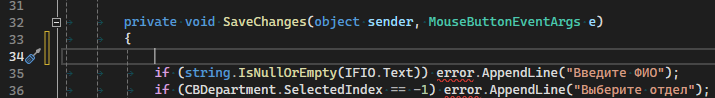 31
32 private void SaveChanges(object sender, MouseButtonEventArgs e)
33 {
34
35 if (string.IsNullOrEmpty(IFIO.Text)) error.AppendLine("Введите ФИО");
36 if (CBDepartment.SelectedIndex == -1) error.AppendLine("Выберите отдел");